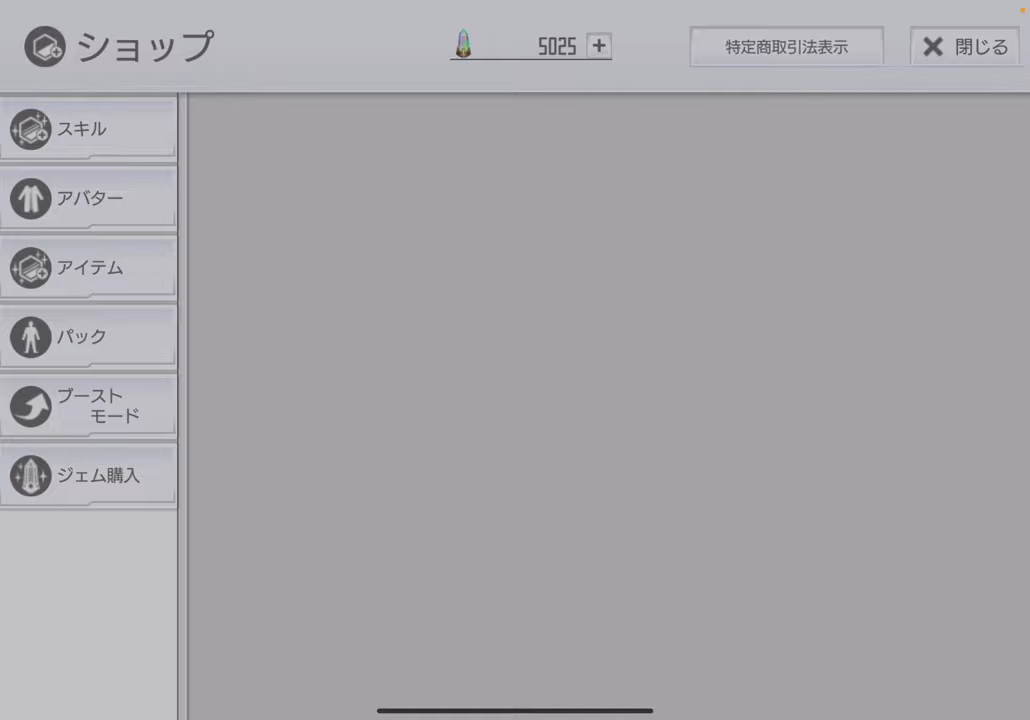 ショップ
5025
特定商取引法表示
閉じる
スキル
アバター
アイテム
パック
ブースト
モード
ジェム購入